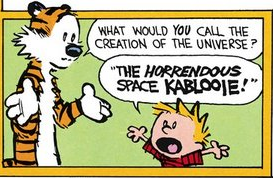 WHAT WOULD YOU CALL THE
CREATION OF THE UNIVERSE?
"THE HORRENDOUS
SPACE KABLOOIE!"